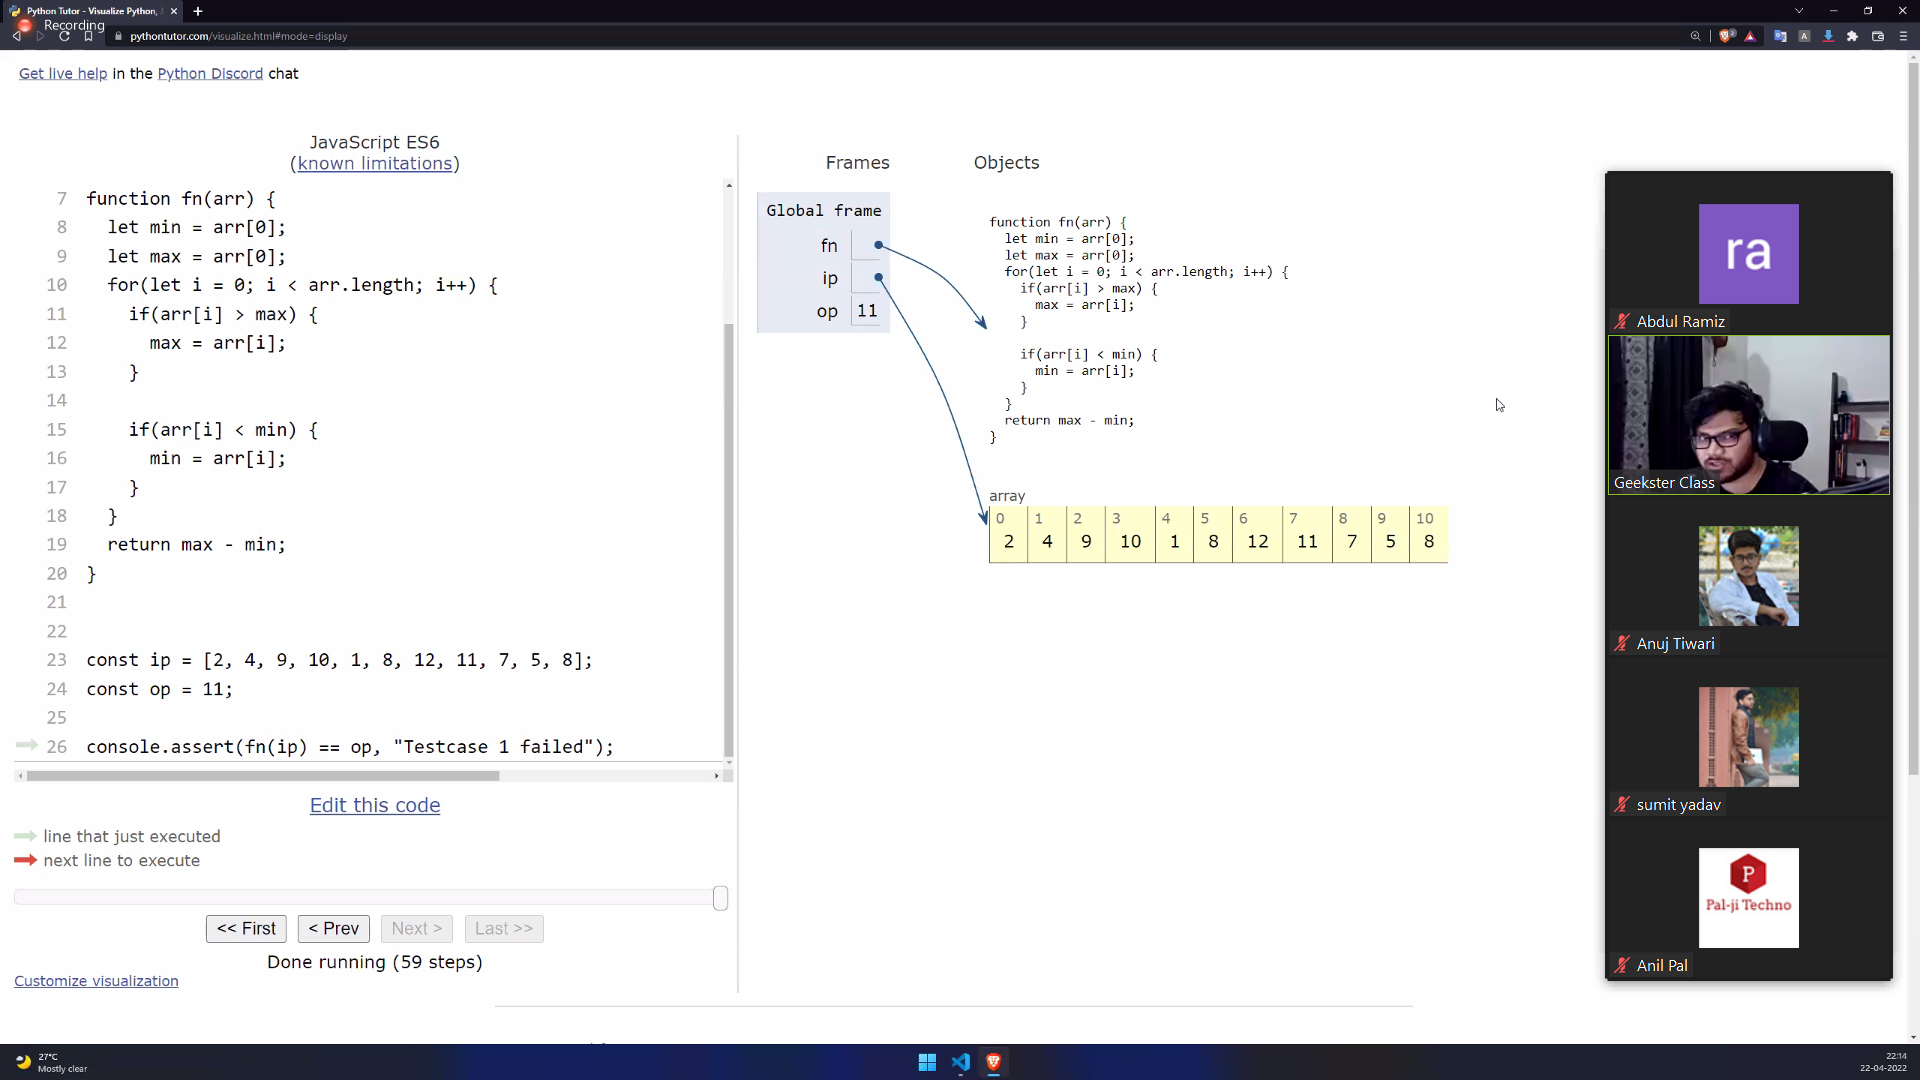 Python Tutor - Visualize Python,
Recording
pythontutor.com/visualize.html#mode=display
Get live help in the Python Discord chat
JavaScript ES6
(known limitations)
7 function fn(arr) {
8 let min = arr[0];
9 let max = arr[0];
10 for(let i = 0; i < arr.length; i++) {
11 if(arr[i] > max) {
12 max = arr[i];
13 }
14
15 if(arr[i] < min) {
16 min = arr[i];
17 }
18 }
19 return max - min;
20 }
21
22
23 const ip = [2, 4, 9, 10, 1, 8, 12, 11, 7, 5, 8];
24 const op = 11;
25
26 console.assert(fn(ip) == op, "Testcase 1 failed");
Edit this code
line that just executed
next line to execute
<< First < Prev Next > Last >>
Done running (59 steps)
Customize visualization
Frames Objects
Global frame
fn
ip
op 11
function fn(arr) {
let min = arr[0];
let max = arr[0];
for(let i = 0; i < arr.length; i++) {
if(arr[i] > max) {
max = arr[i];
}
if(arr[i] < min) {
min = arr[i];
}
}
return max - min;
}
array
0 1 2 3 4 5 6 7 8 9 10
2 4 9 10 1 8 12 11 7 5 8
ra
Abdul Ramiz
Geekster Class
Anuj Tiwari
sumit yadav
P
Pal-ji Techno
Anil Pal
27°C
Mostly clear
22:14
22-04-2022